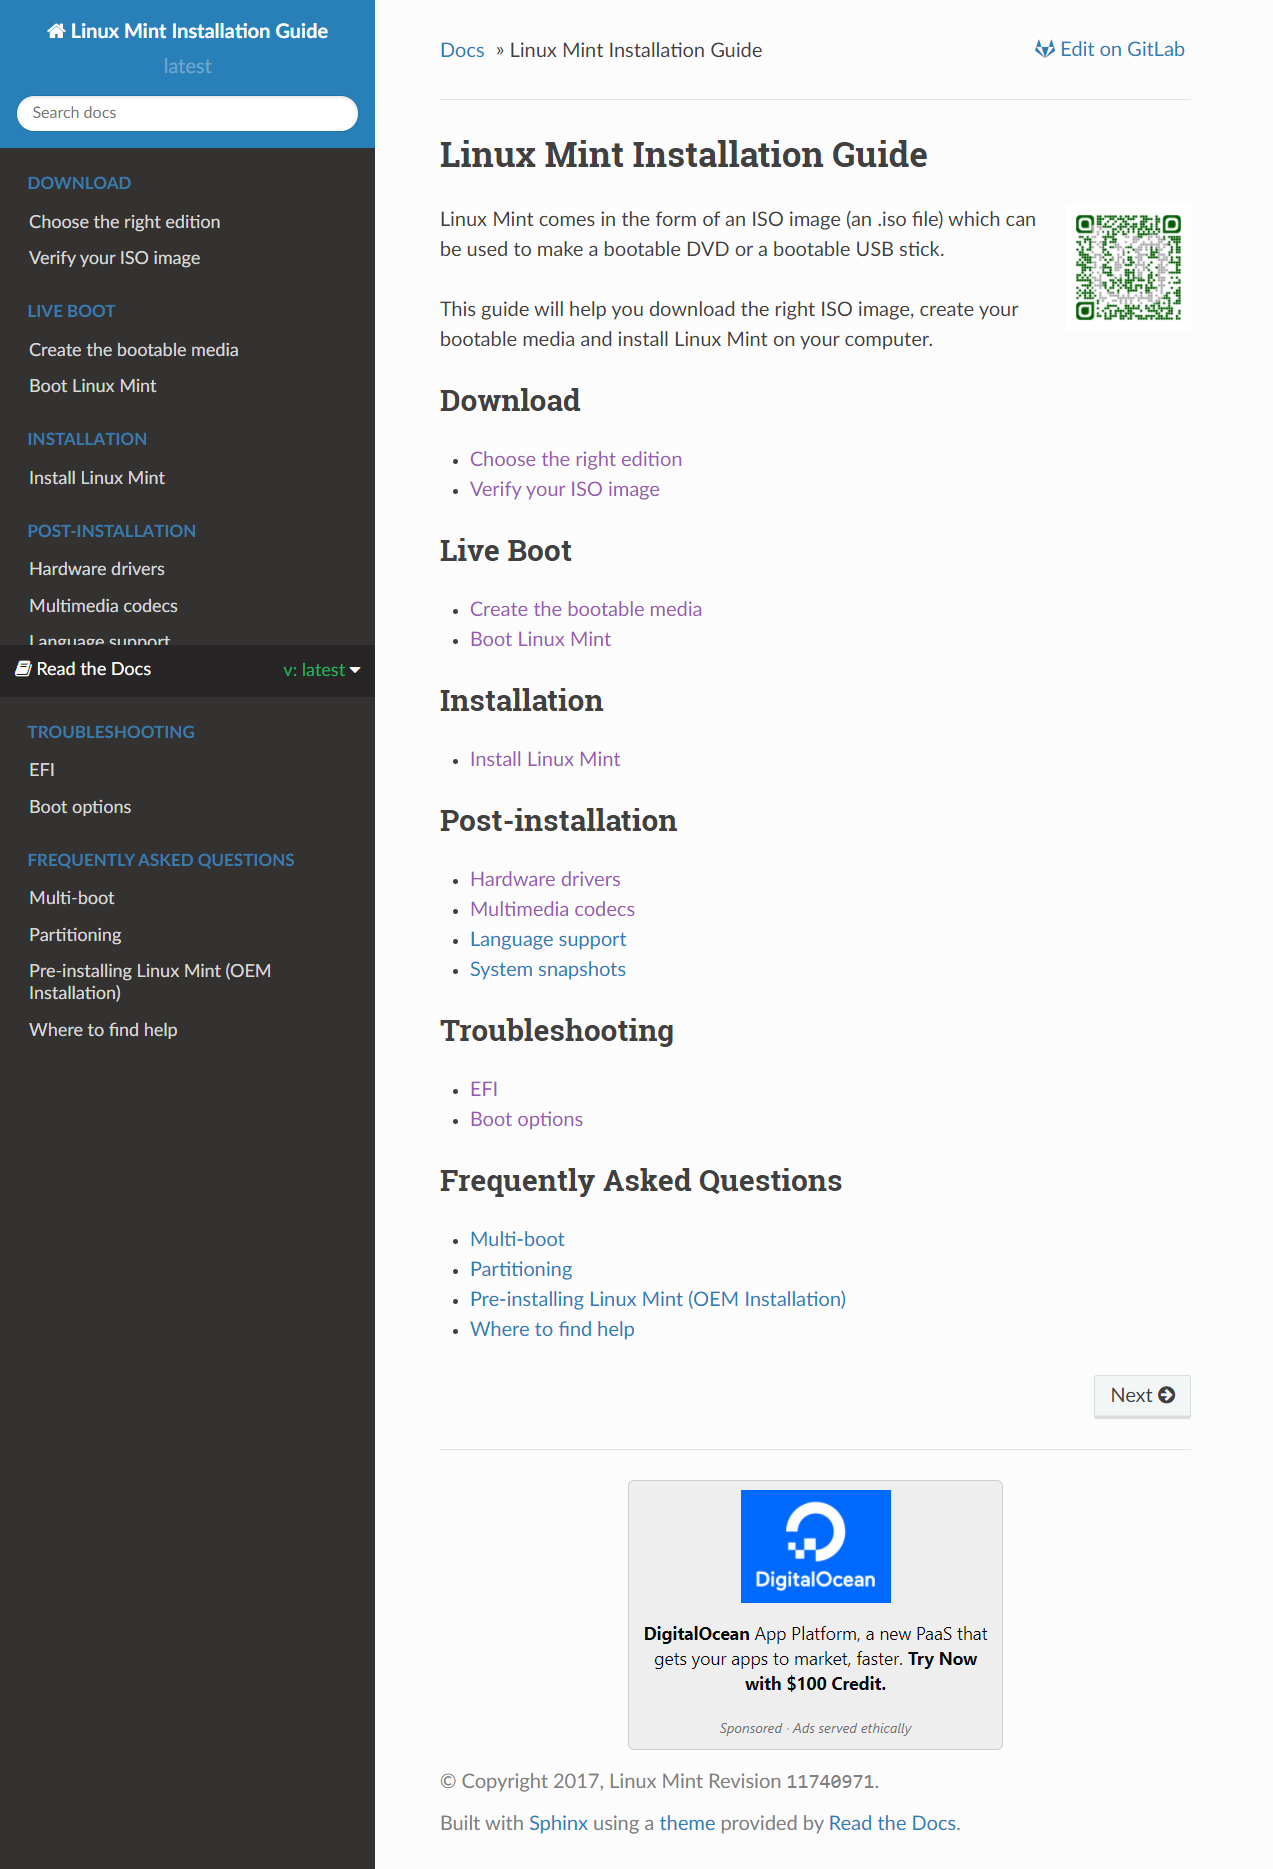 Linux Mint Installation Guide
latest
Search docs
DOWNLOAD
Choose the right edition
Verify your ISO image
LIVE BOOT
Create the bootable media
Boot Linux Mint
INSTALLATION
Install Linux Mint
POST-INSTALLATION
Hardware drivers
Multimedia codecs
Language support
Read the Docs
v: latest
TROUBLESHOOTING
EFI
Boot options
FREQUENTLY ASKED QUESTIONS
Multi-boot
Partitioning
Pre-installing Linux Mint (OEM
Installation)
Where to find help
Docs » Linux Mint Installation Guide
Edit on GitLab
Linux Mint Installation Guide
Linux Mint comes in the form of an ISO image (an .iso file) which can
be used to make a bootable DVD or a bootable USB stick.
This guide will help you download the right ISO image, create your
bootable media and install Linux Mint on your computer.
Download
• Choose the right edition
• Verify your ISO image
Live Boot
• Create the bootable media
• Boot Linux Mint
Installation
• Install Linux Mint
Post-installation
• Hardware drivers
• Multimedia codecs
• Language support
• System snapshots
Troubleshooting
• EFI
• Boot options
Frequently Asked Questions
• Multi-boot
• Partitioning
• Pre-installing Linux Mint (OEM Installation)
• Where to find help
Next
DigitalOcean
DigitalOcean App Platform, a new PaaS that
gets your apps to market, faster. Try Now
with $100 Credit.
Sponsored · Ads served ethically
© Copyright 2017, Linux Mint Revision 11740971.
Built with Sphinx using a theme provided by Read the Docs.